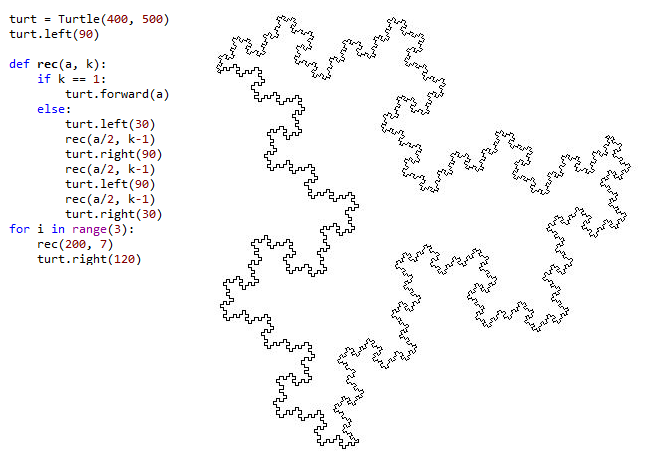 turt = Turtle(400, 500)
turt.left(90)

def rec(a, k):
    if k == 1:
        turt.forward(a)
    else:
        turt.left(30)
        rec(a/2, k-1)
        turt.right(90)
        rec(a/2, k-1)
        turt.left(90)
        rec(a/2, k-1)
        turt.right(30)
for i in range(3):
    rec(200, 7)
    turt.right(120)